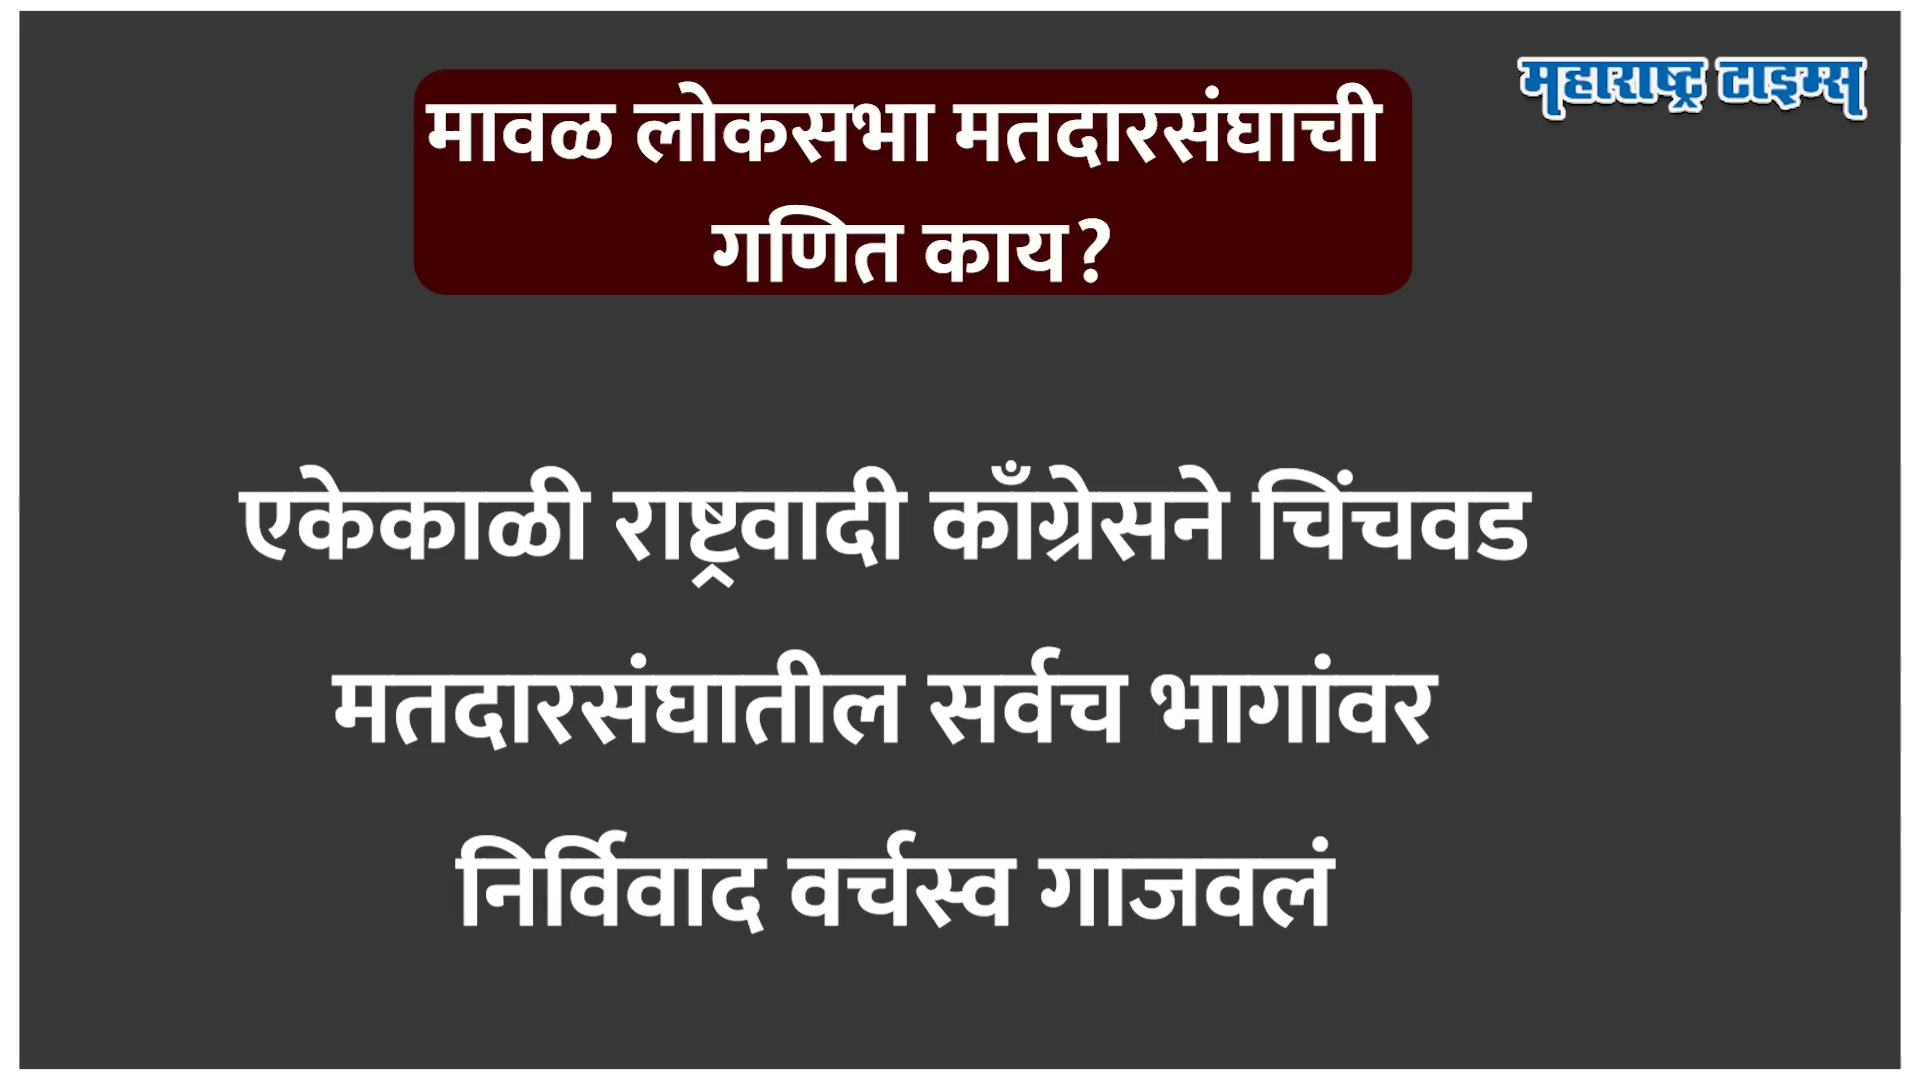 महाराष्ट्र टाइम्स
मावळ लोकसभा मतदारसंघाची
गणित काय?
एकेकाळी राष्ट्रवादी काँग्रेसने चिंचवड
मतदारसंघातील सर्वच भागांवर
निर्विवाद वर्चस्व गाजवलं